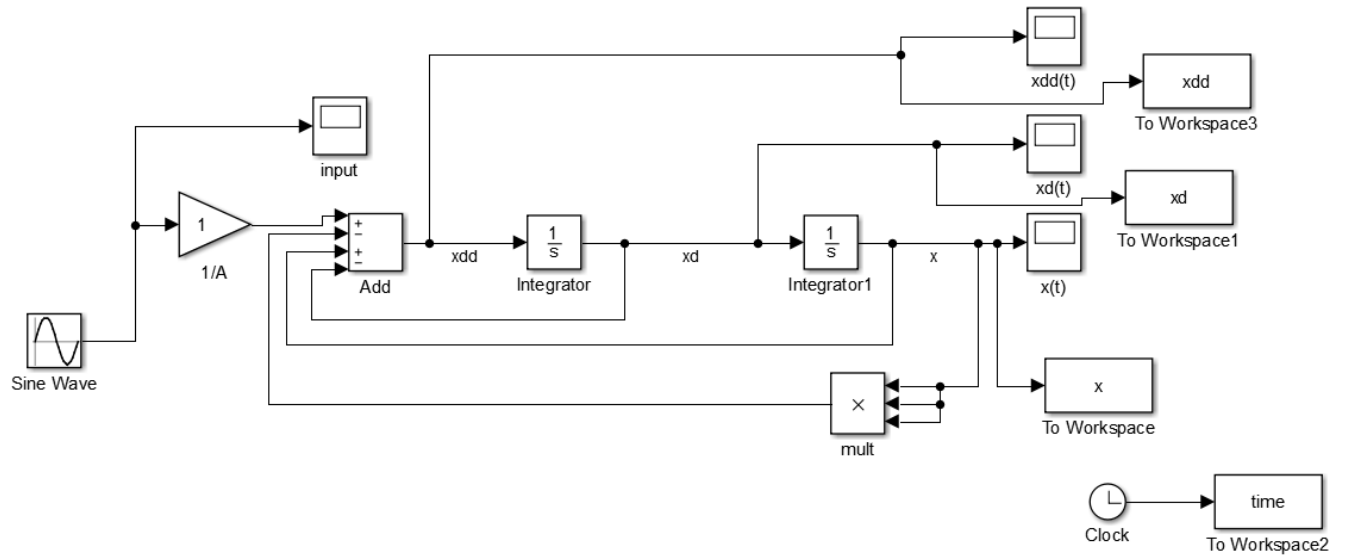 xdd(t)
xdd
To Workspace3
input
xd(t)
xd
To Workspace1
1
1/A
+
−
+
−
Add
xdd
1
s
Integrator
xd
1
s
Integrator1
x
x(t)
Sine Wave
×
mult
x
To Workspace
Clock
time
To Workspace2